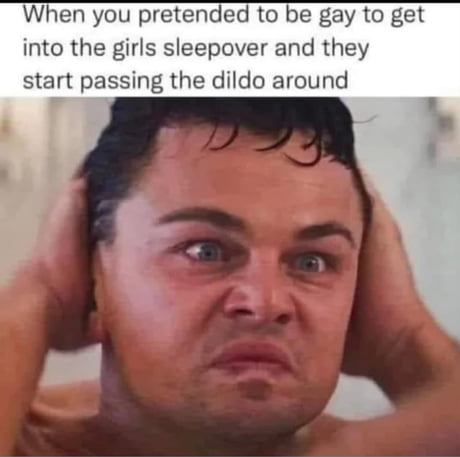 When you pretended to be gay to get
into the girls sleepover and they
start passing the dildo around